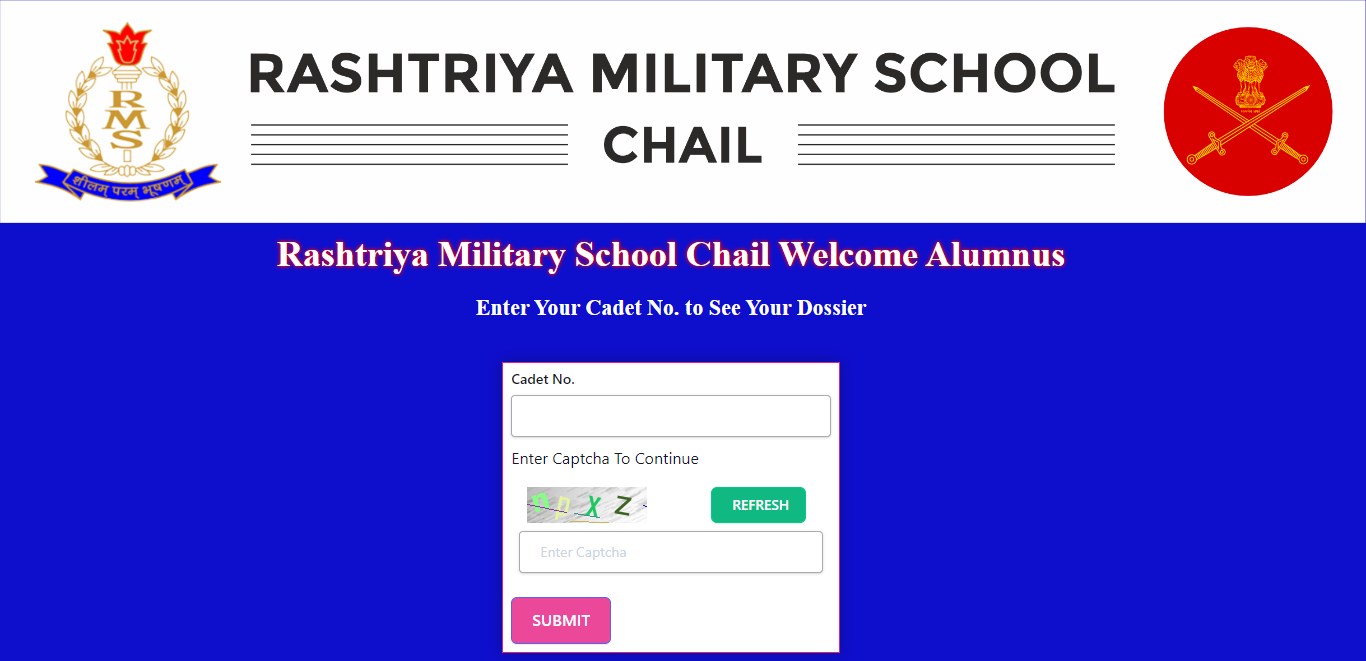 RMS
शीलम् परम् भूषणम्
RASHTRIYA MILITARY SCHOOL
CHAIL
Rashtriya Military School Chail Welcome Alumnus
Enter Your Cadet No. to See Your Dossier
Cadet No.
Enter Captcha To Continue
REFRESH
Enter Captcha
SUBMIT